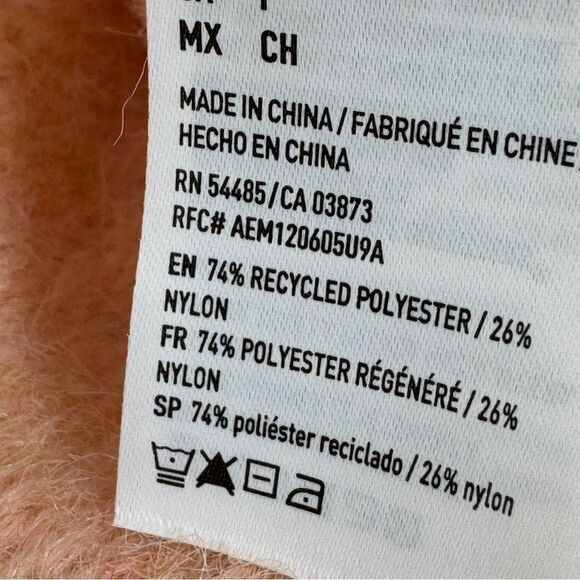 MX CH
MADE IN CHINA / FABRIQUÉ EN CHINE
HECHO EN CHINA
RN 54485 / CA 03873
RFC# AEM120605U9A
EN 74% RECYCLED POLYESTER / 26%
NYLON
FR 74% POLYESTER RÉGÉNÉRÉ / 26%
NYLON
SP 74% poliéster reciclado / 26% nylon